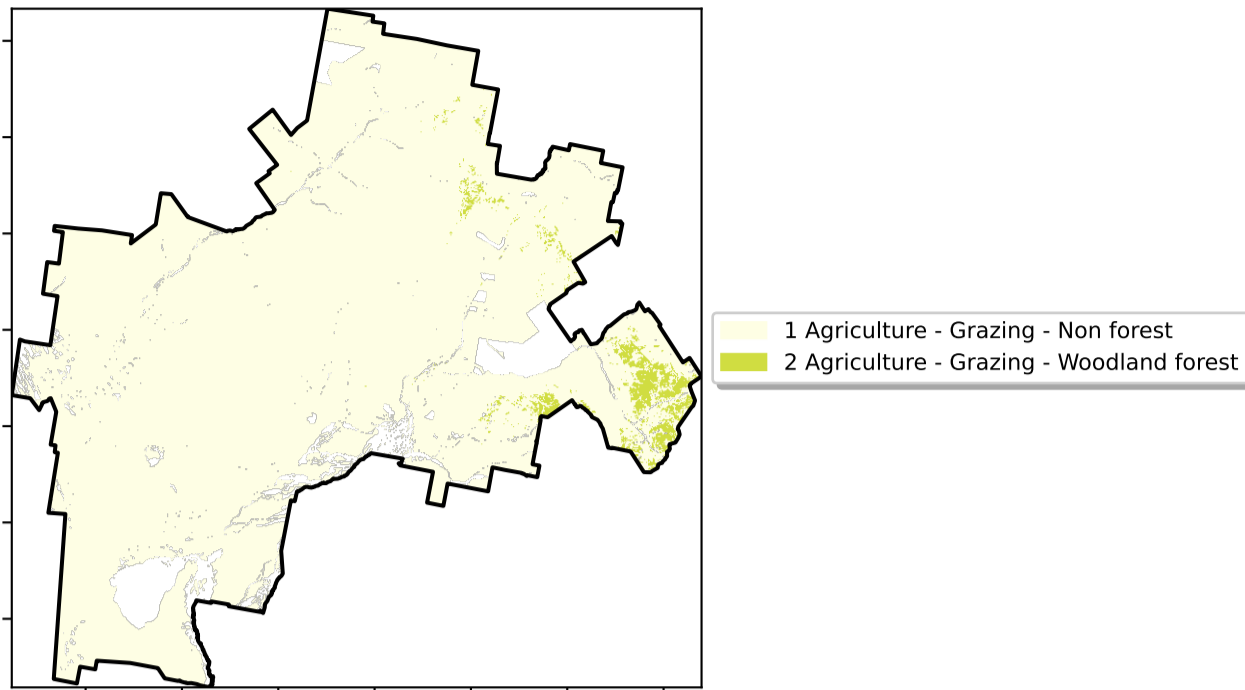 1 Agriculture - Grazing - Non forest
2 Agriculture - Grazing - Woodland forest